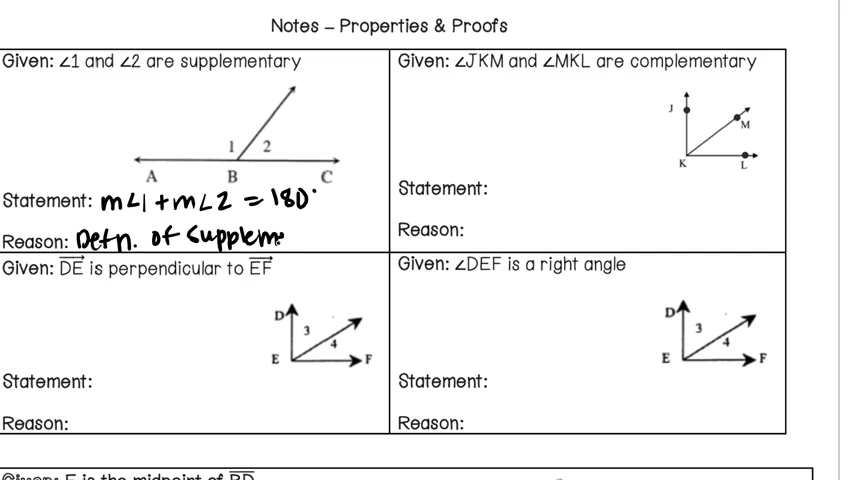 Notes – Properties & Proofs
Given: ∠1 and ∠2 are supplementary
1 2
A B C
Statement: m∠1 + m∠2 = 180°
Reason: Defn. of Supplem
Given: ∠JKM and ∠MKL are complementary
J
M
K L
Statement:
Reason:
Given: DE is perpendicular to EF
D
3
4
E F
Statement:
Reason:
Given: ∠DEF is a right angle
D
3
4
E F
Statement:
Reason: